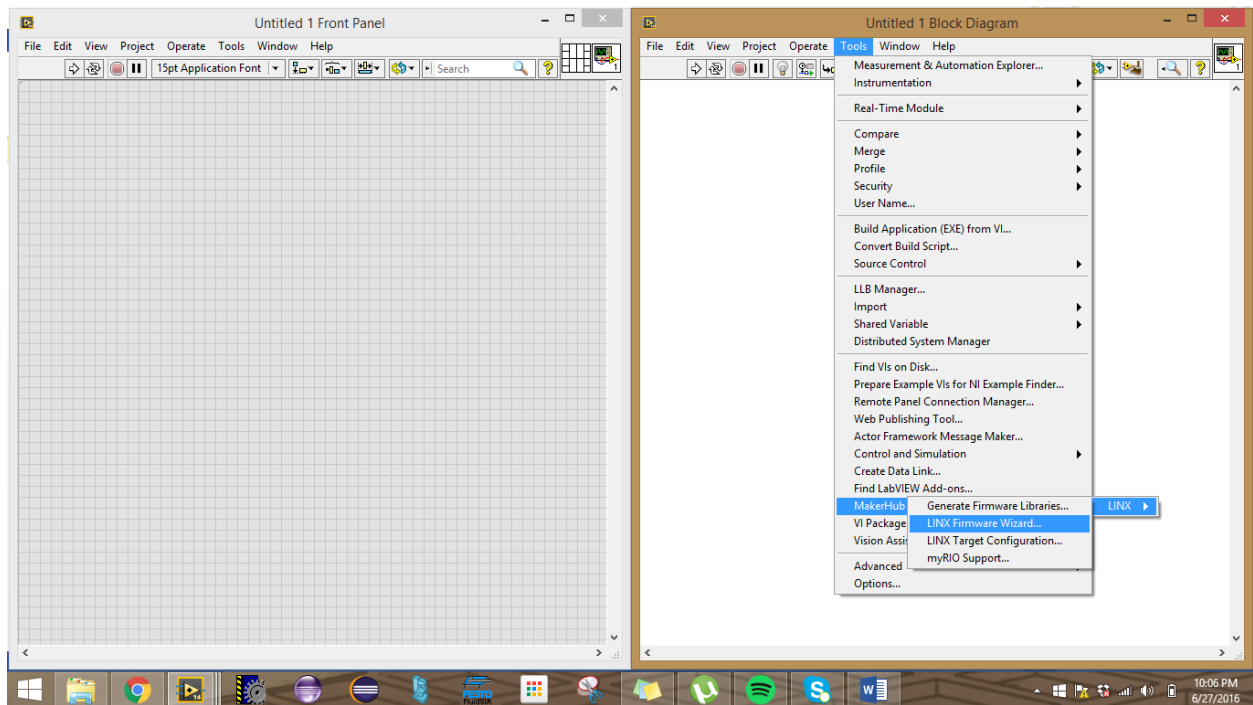 Untitled 1 Front Panel
File Edit View Project Operate Tools Window Help
15pt Application Font
Search
Untitled 1 Block Diagram
File Edit View Project Operate Tools Window Help
Measurement & Automation Explorer...
Instrumentation
Real-Time Module
Compare
Merge
Profile
Security
User Name...
Build Application (EXE) from VI...
Convert Build Script...
Source Control
LLB Manager...
Import
Shared Variable
Distributed System Manager
Find VIs on Disk...
Prepare Example VIs for NI Example Finder...
Remote Panel Connection Manager...
Web Publishing Tool...
Actor Framework Message Maker...
Control and Simulation
Create Data Link...
Find LabVIEW Add-ons...
MakerHub
Generate Firmware Libraries...
LINX
VI Package
LINX Firmware Wizard...
Vision Assis
LINX Target Configuration...
myRIO Support...
Advanced
Options...
FESTO
FluidSIM
10:06 PM
6/27/2016